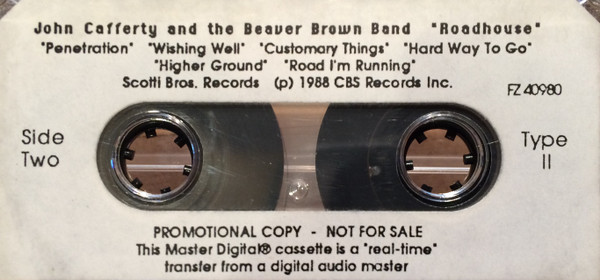 John Cafferty and the Beaver Brown Band "Roadhouse"
"Penetration" "Wishing Well" "Customary Things" "Hard Way To Go"
"Higher Ground" "Road I'm Running"
Scotti Bros. Records (p) 1988 CBS Records Inc.
FZ 40980
Side
Two
Type
II
PROMOTIONAL COPY - NOT FOR SALE
This Master Digital® cassette is a "real-time"
transfer from a digital audio master